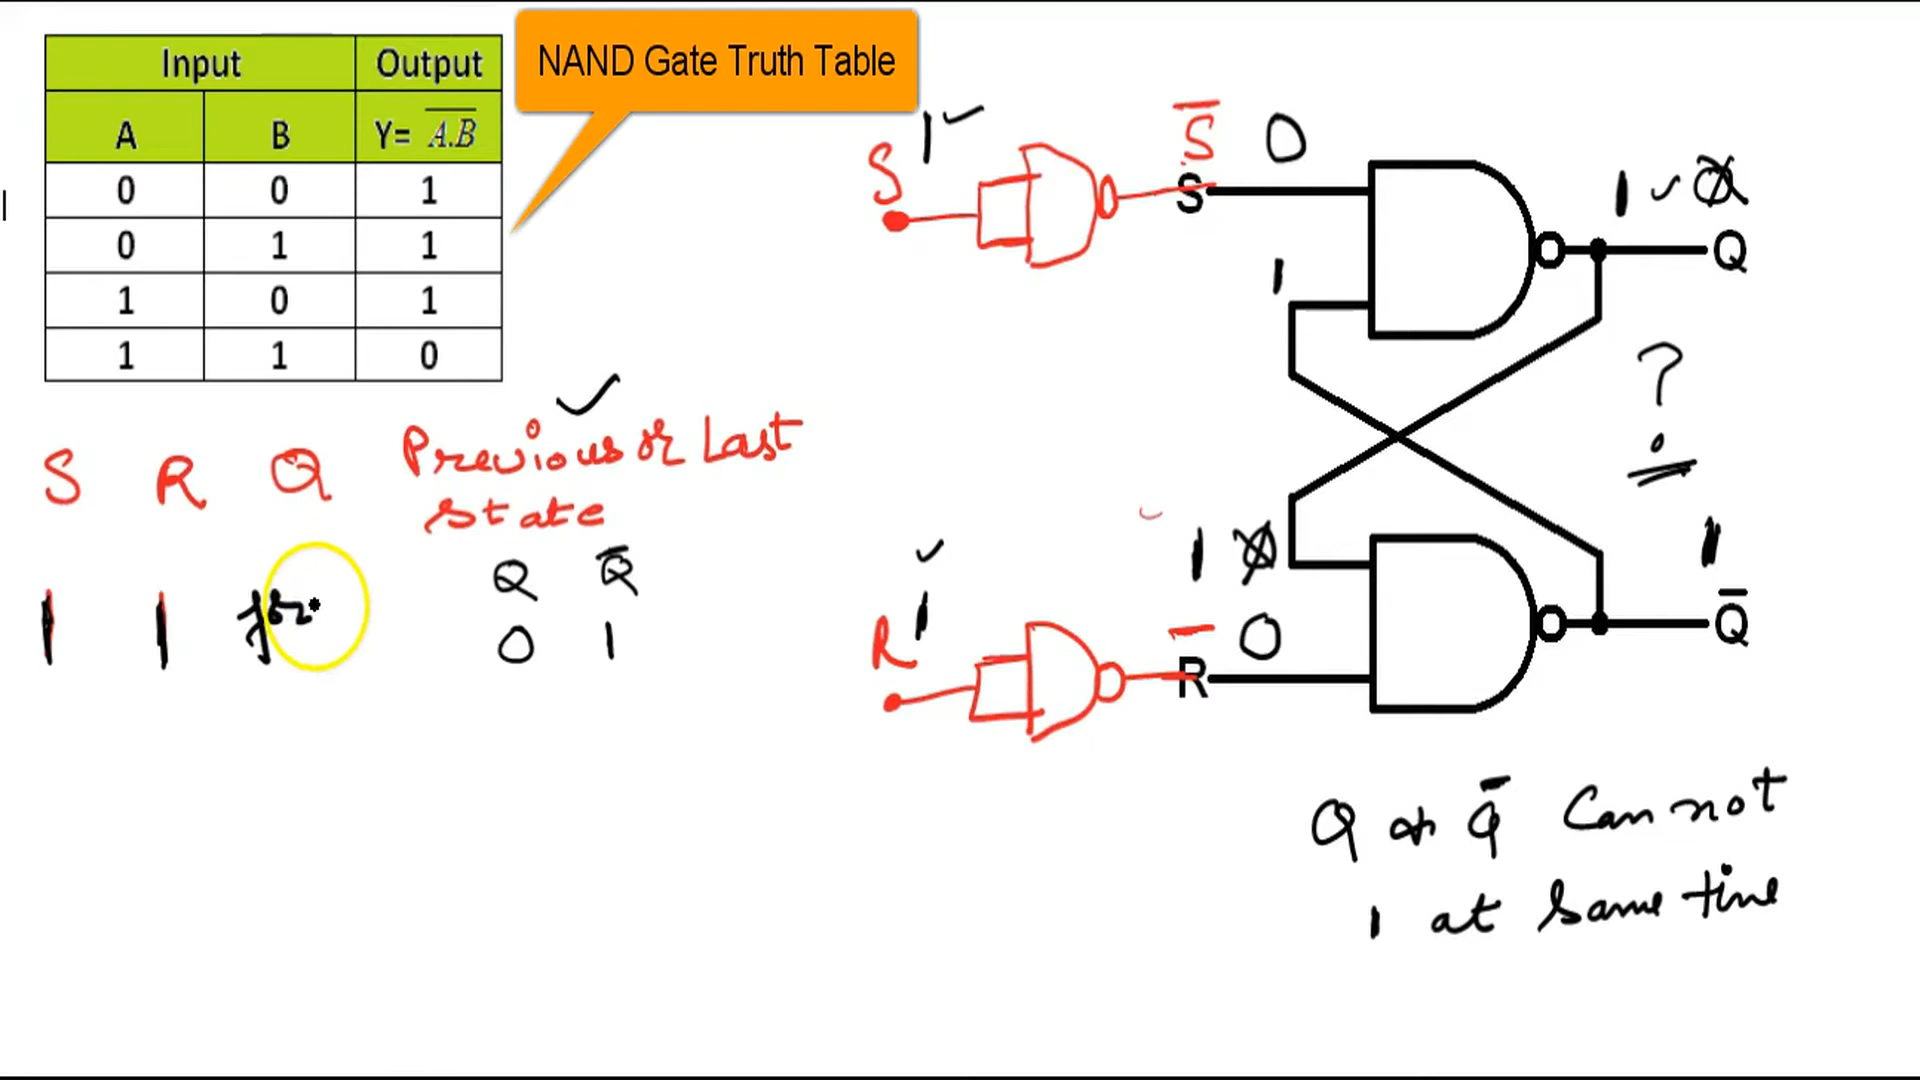 NAND Gate Truth Table
Input Output
A B Y= \overline{A.B}
0 0 1
0 1 1
1 0 1
1 1 0
S R Q Previous or Last
state
Q Q̅
1 1 0 1
S 1 S̅ 0
S
1
1 Q
?
1 0
R 1 R̅ 0
R
1
Q̅
Q or Q̅ Can not
1 at same time